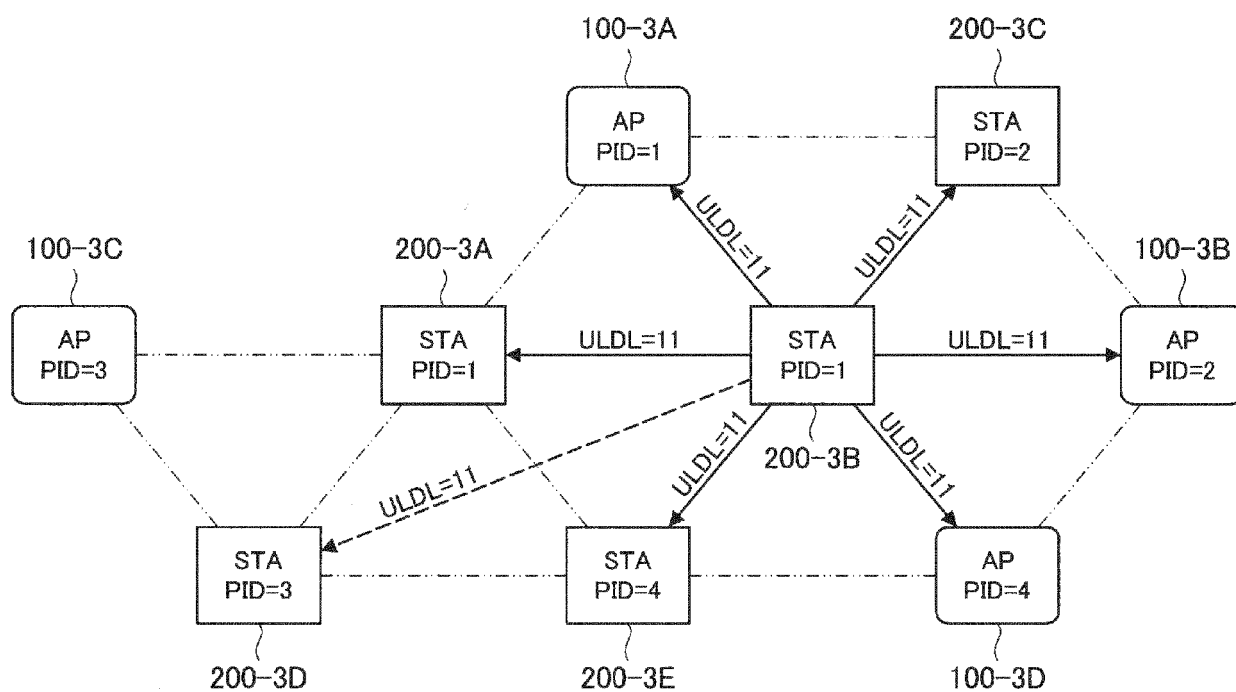 100-3A
200-3C
AP
PID=1
STA
PID=2
ULDL=11
ULDL=11
100-3C
200-3A
100-3B
AP
PID=3
STA
PID=1
ULDL=11
STA
PID=1
ULDL=11
AP
PID=2
200-3B
ULDL=11
ULDL=11
ULDL=11
STA
PID=3
STA
PID=4
AP
PID=4
200-3D
200-3E
100-3D